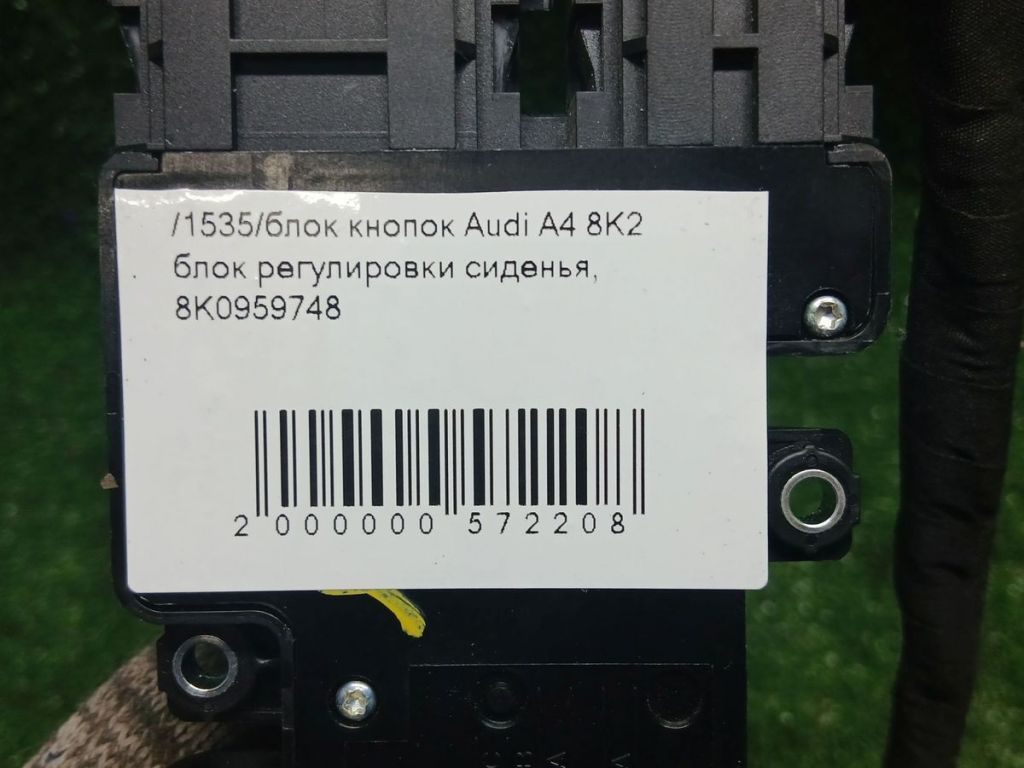 /1535/блок кнопок Audi A4 8K2
блок регулировки сиденья,
8K0959748
2 000000 572208